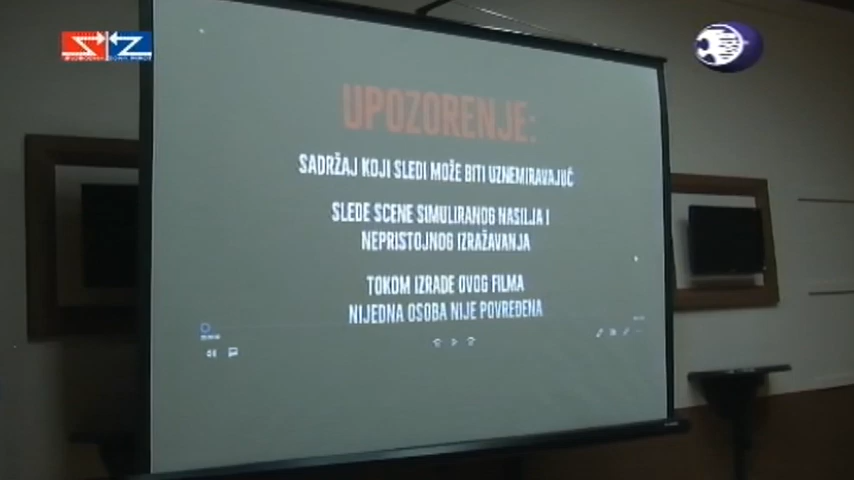 UPOZORENJE:
SADRŽAJ KOJI SLEDI MOŽE BITI UZNEMIRAVAJUĆ
SLEDE SCENE SIMULIRANOG NASILJA I
NEPRISTOJNOG IZRAŽAVANJA
TOKOM IZRADE OVOG FILMA
NIJEDNA OSOBA NIJE POVREĐENA